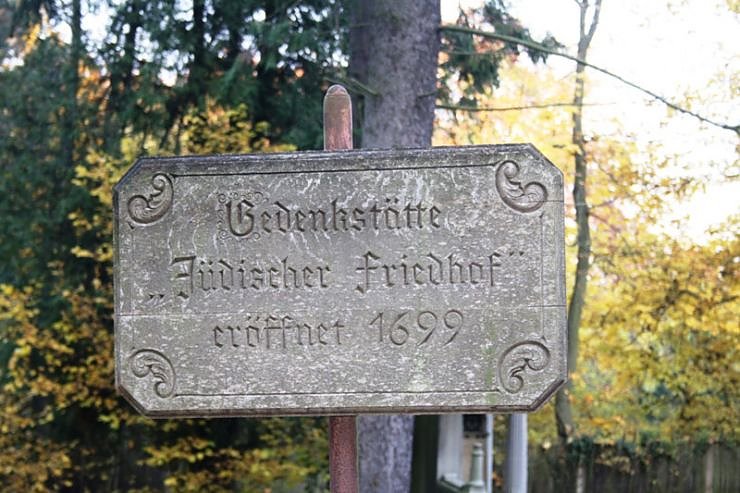 Gedenkstätte
„Jüdischer Friedhof“
eröffnet 1699